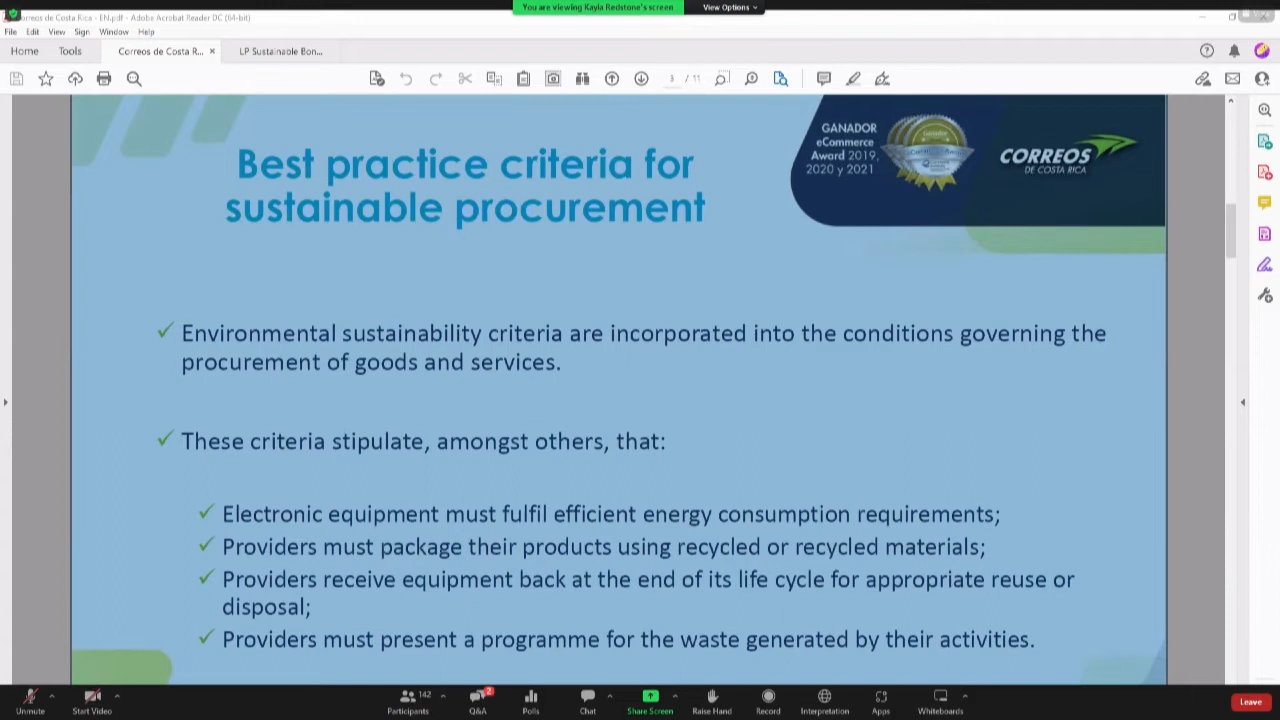 You are viewing Kayla Redstone's screen
View Options
orreos de Costa Rica - EN.pdf - Adobe Acrobat Reader DC (64-bit)
File Edit View Sign Window Help
Home Tools Correos de Costa R... × LP Sustainable Bon...
3 / 11
Best practice criteria for
sustainable procurement
GANADOR
eCommerce
Award 2019,
2020 y 2021
Ganador
CORREOS
DE COSTA RICA
Environmental sustainability criteria are incorporated into the conditions governing the
procurement of goods and services.
These criteria stipulate, amongst others, that:
Electronic equipment must fulfil efficient energy consumption requirements;
Providers must package their products using recycled or recycled materials;
Providers receive equipment back at the end of its life cycle for appropriate reuse or
disposal;
Providers must present a programme for the waste generated by their activities.
142
2
Unmute Start Video Participants Q&A Polls Chat Share Screen Raise Hand Record Interpretation Apps Whiteboards Leave